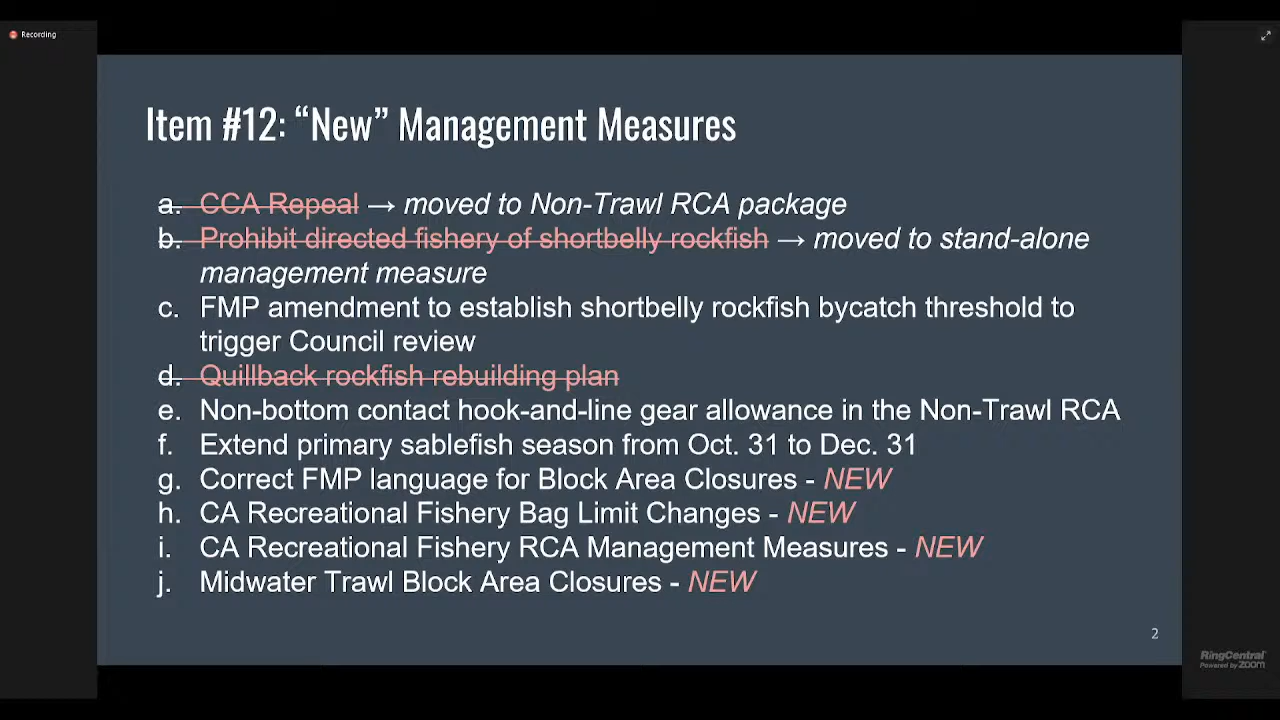 Recording
Item #12: “New” Management Measures
a. CCA Repeal → moved to Non-Trawl RCA package
b. Prohibit directed fishery of shortbelly rockfish → moved to stand-alone
management measure
c. FMP amendment to establish shortbelly rockfish bycatch threshold to
trigger Council review
d. Quillback rockfish rebuilding plan
e. Non-bottom contact hook-and-line gear allowance in the Non-Trawl RCA
f. Extend primary sablefish season from Oct. 31 to Dec. 31
g. Correct FMP language for Block Area Closures - NEW
h. CA Recreational Fishery Bag Limit Changes - NEW
i. CA Recreational Fishery RCA Management Measures - NEW
j. Midwater Trawl Block Area Closures - NEW
2
RingCentral
Powered by zoom